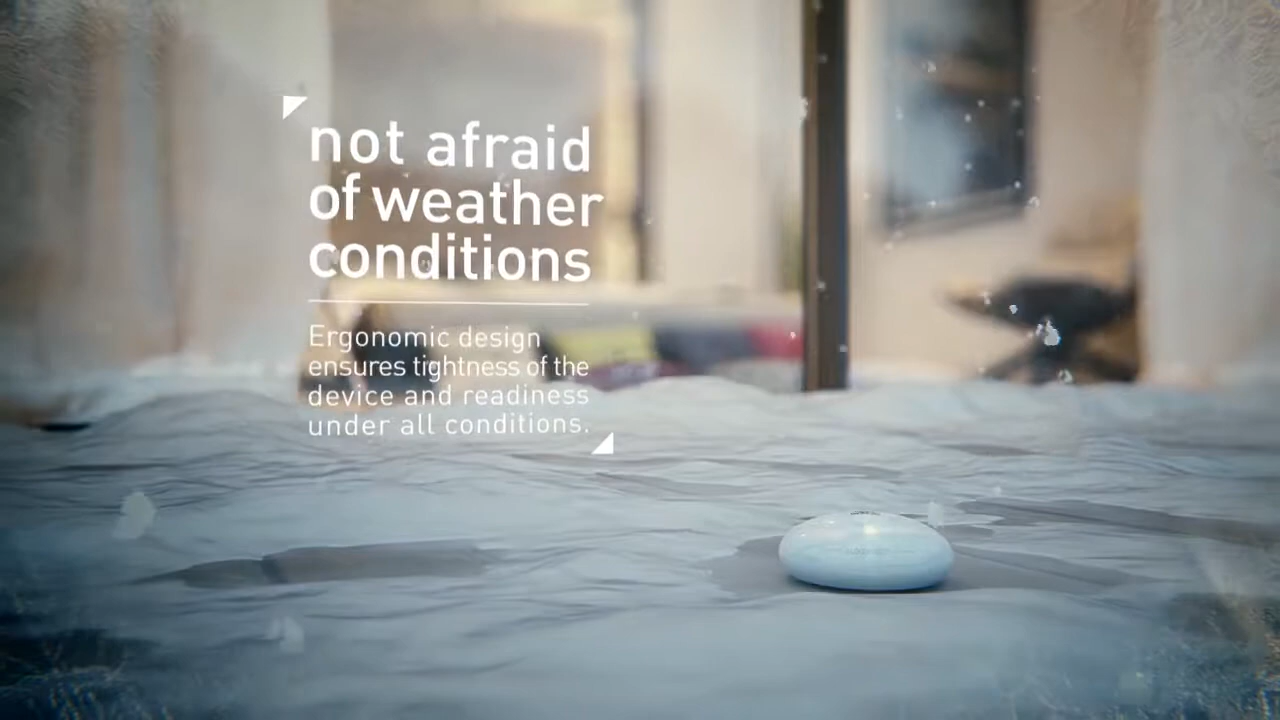 not afraid
of weather
conditions
Ergonomic design
ensures tightness of the
device and readiness
under all conditions.